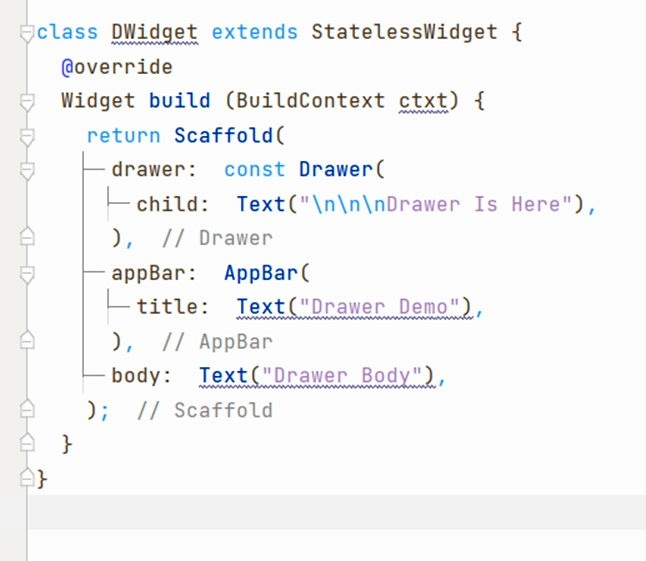 class DWidget extends StatelessWidget {
@override
Widget build (BuildContext ctxt) {
return Scaffold(
drawer: const Drawer(
child: Text("\n\n\nDrawer Is Here"),
), // Drawer
appBar: AppBar(
title: Text("Drawer Demo"),
), // AppBar
body: Text("Drawer Body"),
); // Scaffold
}
}